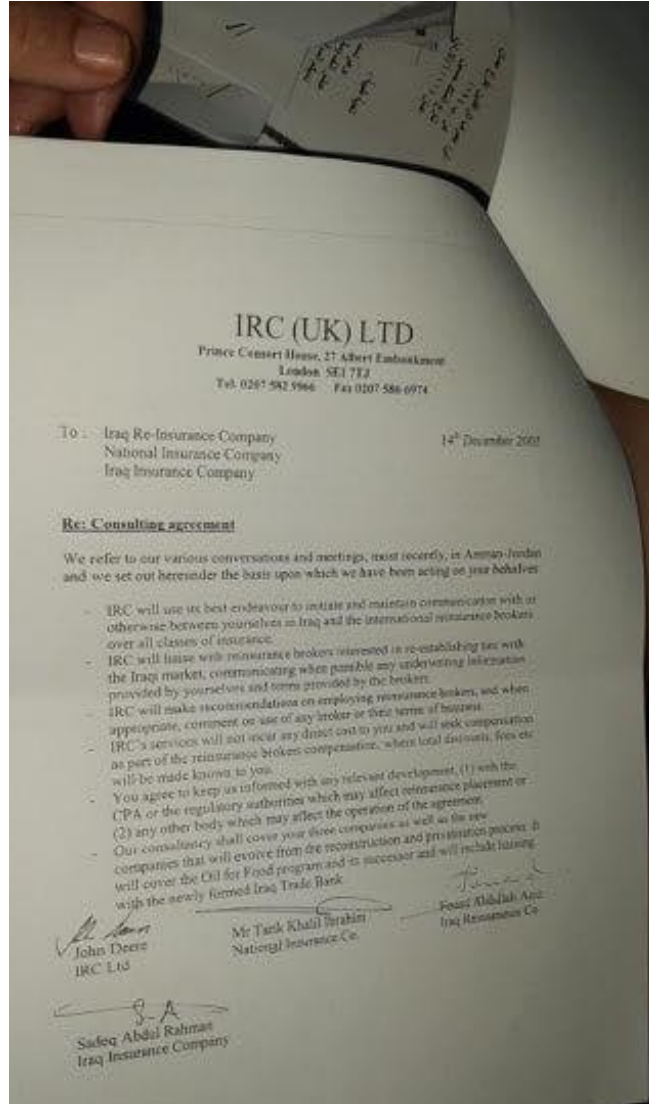 IRC (UK) LTD
Prince Consort House, 27 Albert Embankment
London SE1 7TJ
Tel. 0207 582 9966 Fax 0207 586 0974
To : Iraq Re-Insurance Company
National Insurance Company
Iraq Insurance Company
14th December
Re: Consulting agreement
We refer to our various conversations and meetings, most recently, in Amman-Jordan
and we set out hereunder the basis upon which we have been acting on your behalves
- IRC will use its best endeavour to initiate and maintain communication with or
otherwise between yourselves in Iraq and the international reinsurance brokers
over all classes of insurance.
- IRC will liaise with reinsurance brokers interested in re-establishing ties with
the Iraqi market, communicating when possible any underwriting information
provided by yourselves and terms provided by the brokers.
- IRC will make recommendations on employing reinsurance brokers, and when
appropriate, comment on use of any broker or their terms of business.
- IRC's services will not incur any direct cost to you and will seek compensation
as part of the reinsurance brokers compensation, where total discounts, fees etc
will be made known to you.
- You agree to keep us informed with any relevant development, (1) with the
CPA or the regulatory authorities which may affect reinsurance placement or
(2) any other body which may affect the operation of the agreement.
- Our consultancy shall cover your three companies as well as the new
companies that will evolve from the reconstruction and privatisation process. It
will cover the Oil for Food program and its successor and will include liaising
with the newly formed Iraq Trade Bank
John Deere
IRC Ltd
Mr Tarik Khalil Ibrahim
National Insurance Co.
Abdullah Aziz
Iraq Reinsurance Co
S-A
Sadeq Abdul Rahman
Iraq Insurance Company